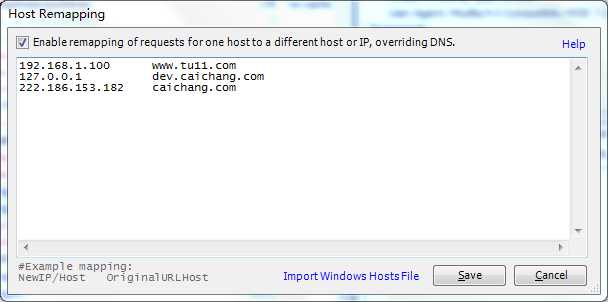 Host Remapping
Enable remapping of requests for one host to a different host or IP, overriding DNS.
Help
192.168.1.100 www.tu11.com
127.0.0.1 dev.caichang.com
222.186.153.182 caichang.com
#Example mapping:
NewIP/Host OriginalURLHost
Import Windows Hosts File
Save
Cancel